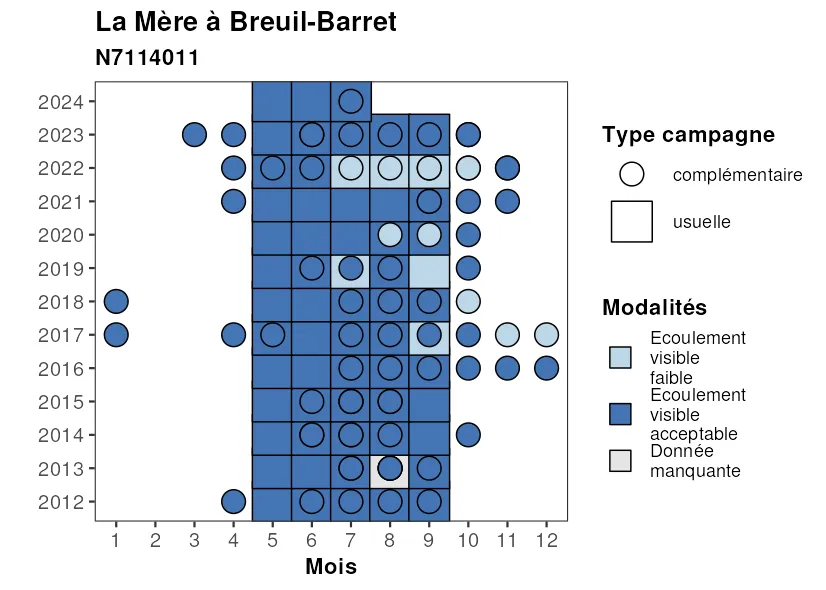 La Mère à Breuil-Barret
N7114011
2024
2023
2022
2021
2020
2019
2018
2017
2016
2015
2014
2013
2012
1 2 3 4 5 6 7 8 9 10 11 12
Mois
Type campagne
complémentaire
usuelle
Modalités
Ecoulement
visible
faible
Ecoulement
visible
acceptable
Donnée
manquante